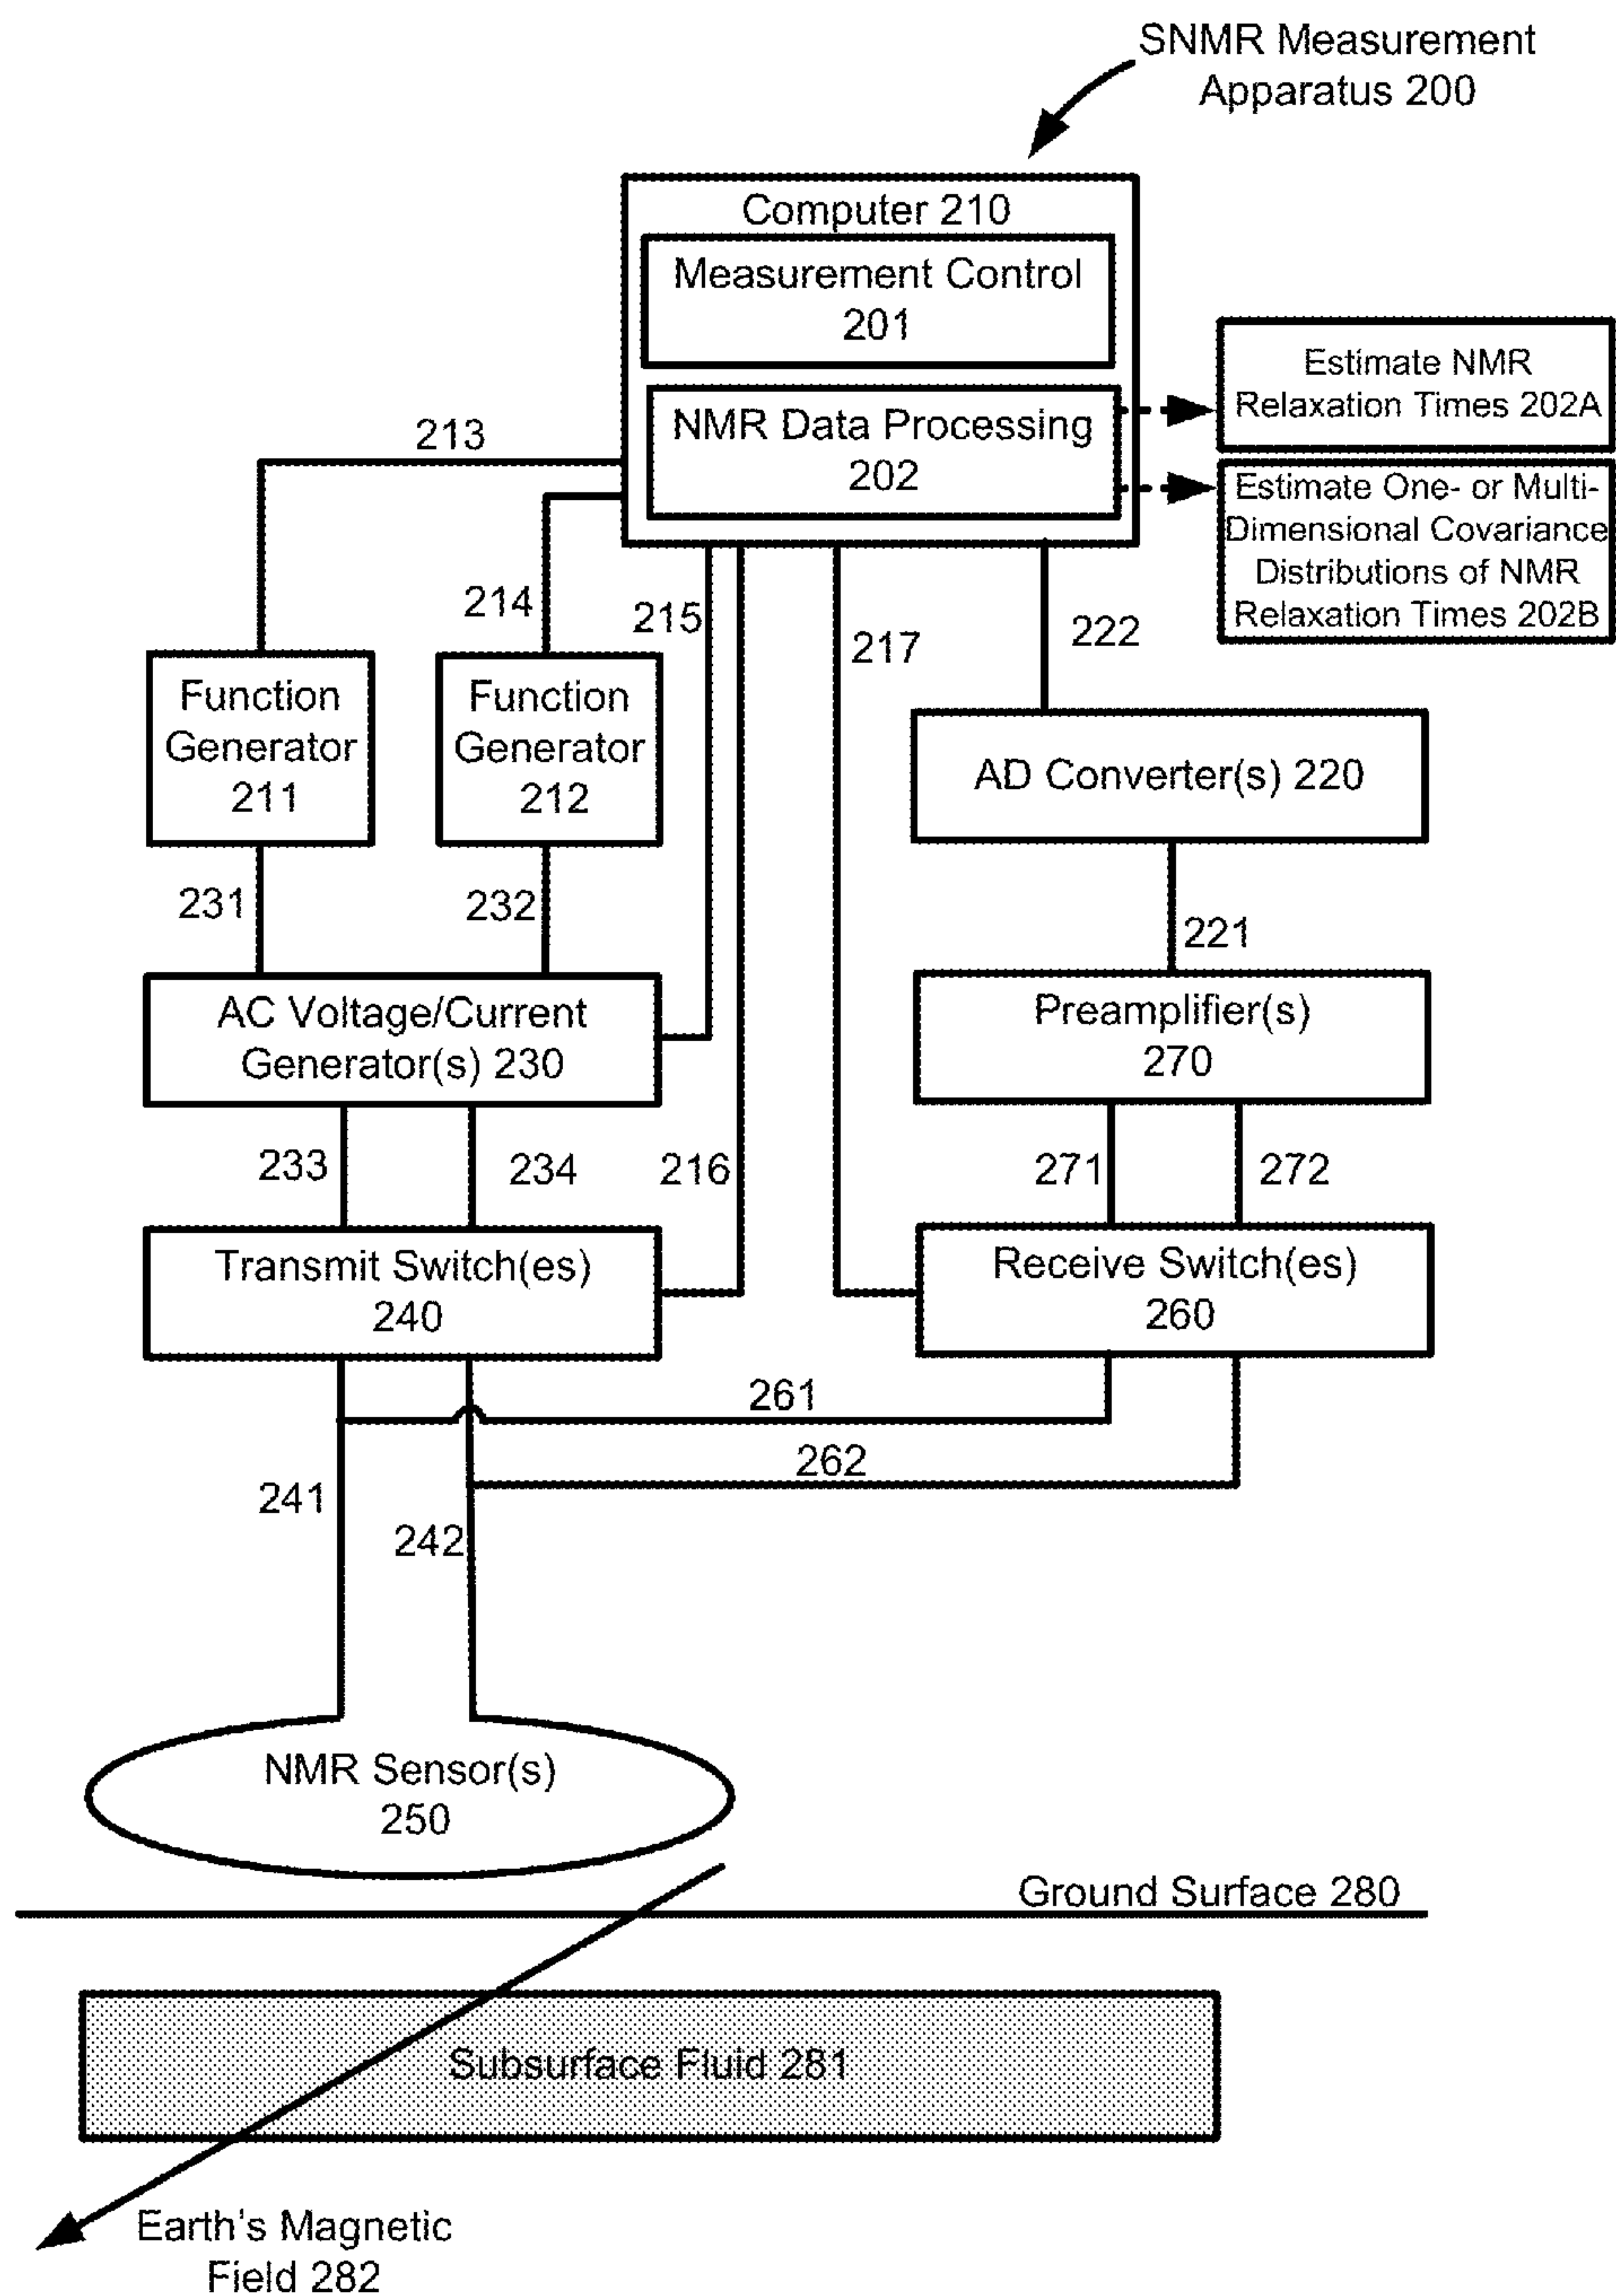 SNMR Measurement
Apparatus 200
Computer 210
Measurement Control
201
NMR Data Processing
202
Estimate NMR
Relaxation Times 202A
Estimate One- or Multi-
Dimensional Covariance
Distributions of NMR
Relaxation Times 202B
213
214
215
217
222
Function
Generator
211
Function
Generator
212
AD Converter(s) 220
231
232
221
AC Voltage/Current
Generator(s) 230
Preamplifier(s)
270
233
234
216
271
272
Transmit Switch(es)
240
Receive Switch(es)
260
261
262
241
242
NMR Sensor(s)
250
Ground Surface 280
Subsurface Fluid 281
Earth's Magnetic
Field 282